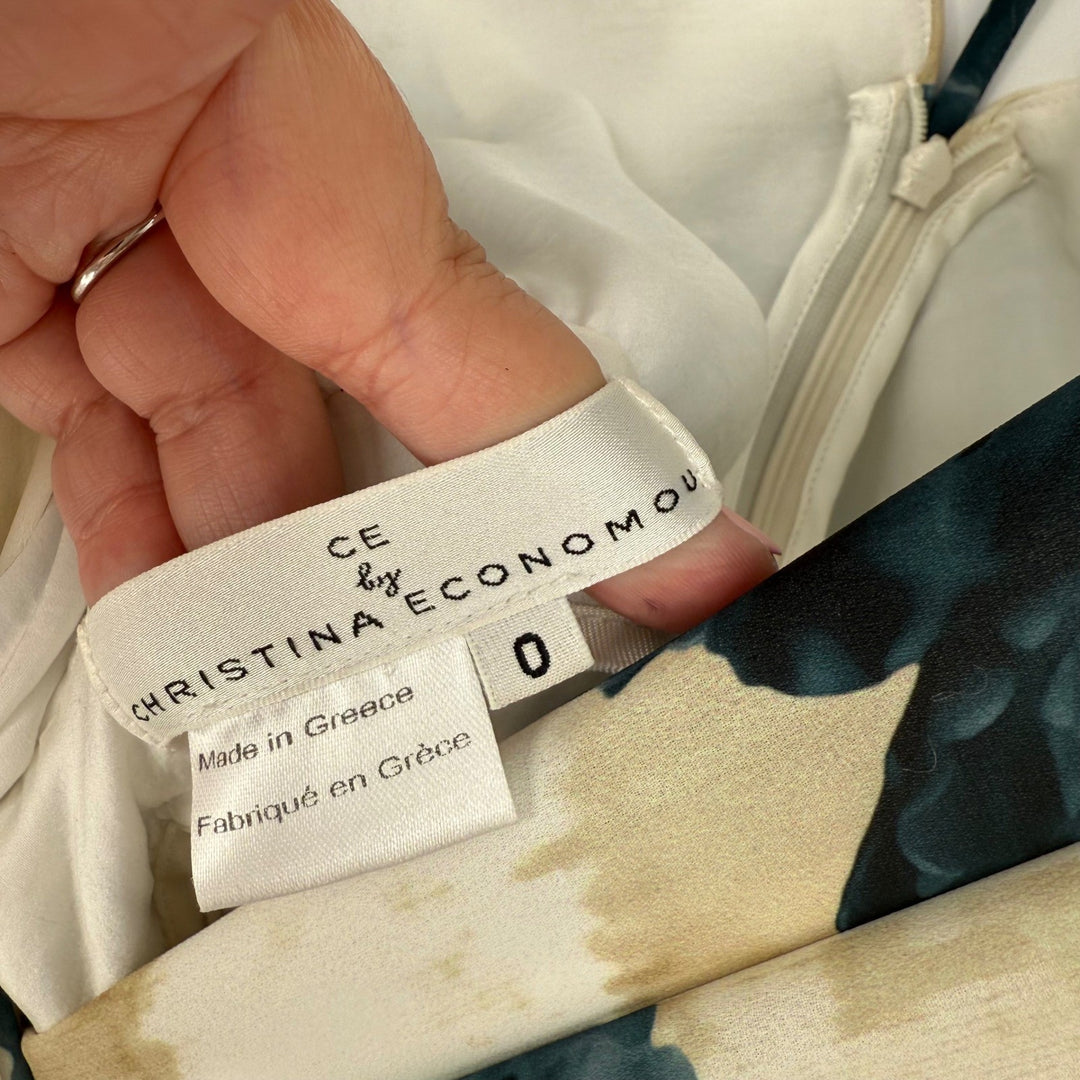 CE
by
CHRISTINA ECONOMOU
0
Made in Greece
Fabriqué en Grèce